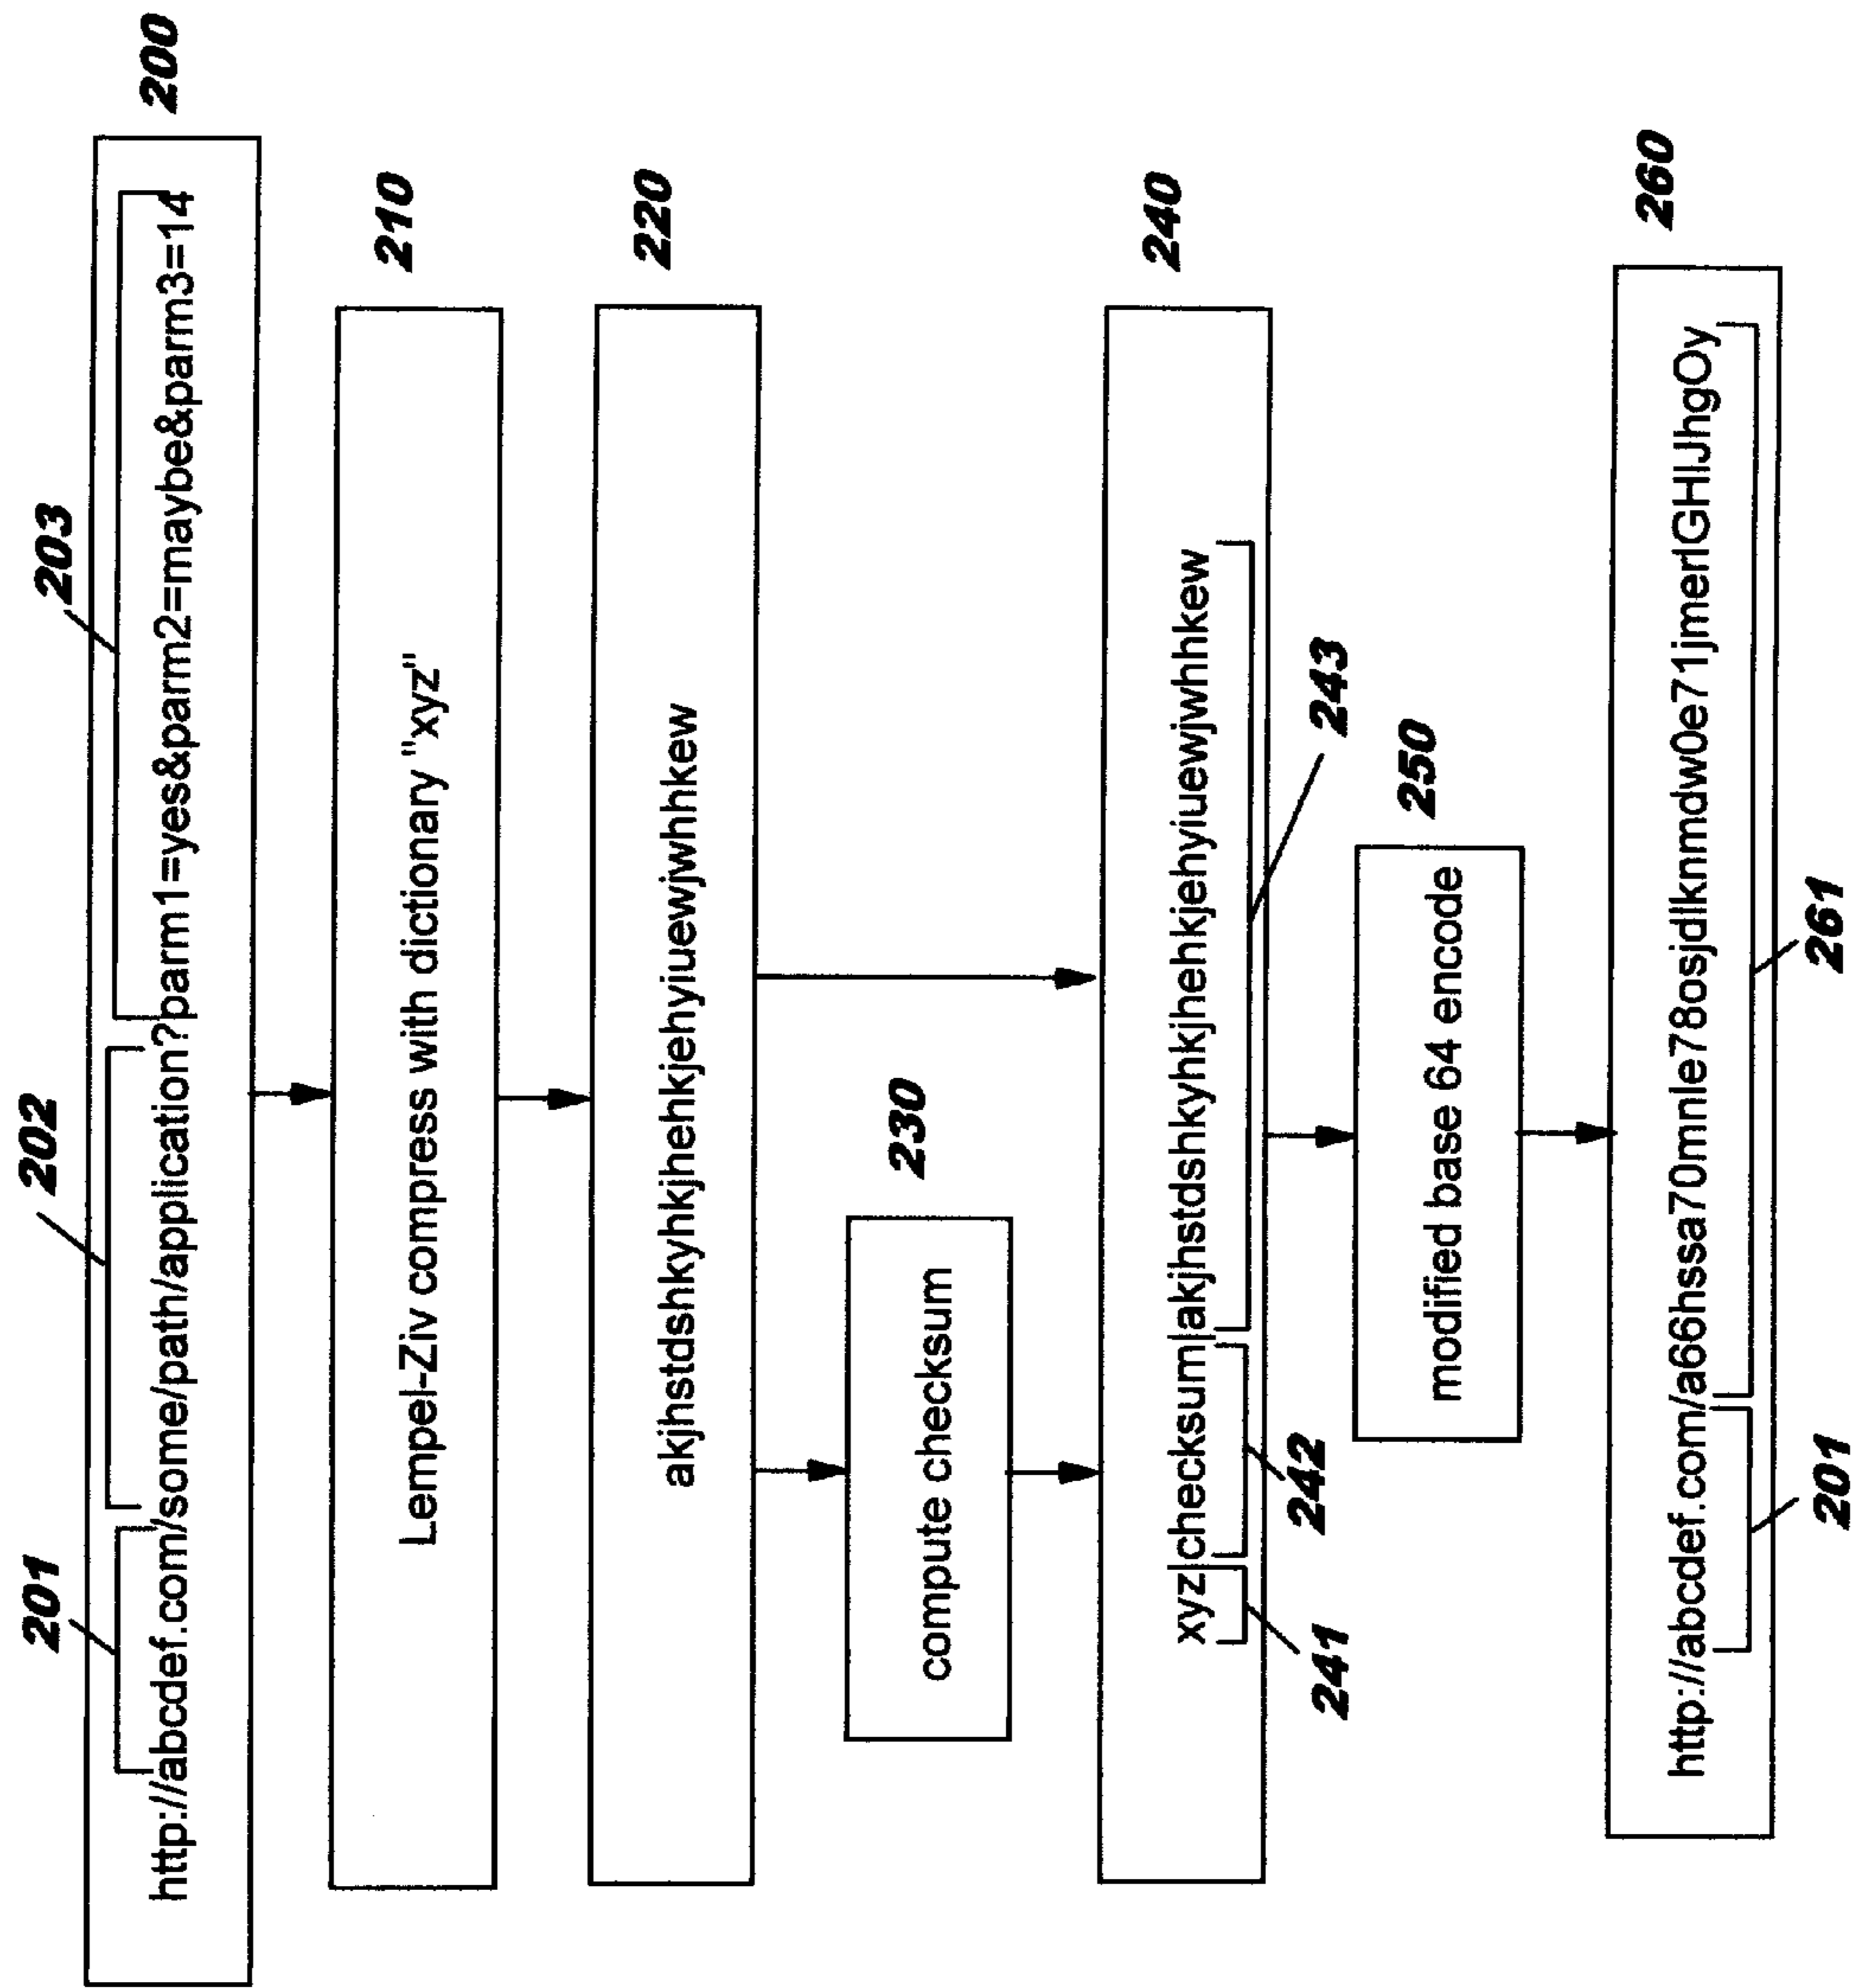 201
202
203
200
http://abcdef.com/some/path/application?parm1=yes&parm2=maybe&parm3=14
210
Lempel-Ziv compress with dictionary "xyz"
220
akjhstdshkyhkjhehkjehyiuewjwhhkew
230
compute checksum
240
xyz|checksum|akjhstdshkyhkjhehkjehyiuewjwhhkew
241
242
243
250
modified base 64 encode
260
http://abcdef.com/a66hssa70mnle78osjdlknmdw0e71jmerIGHIJhgOy
201
261